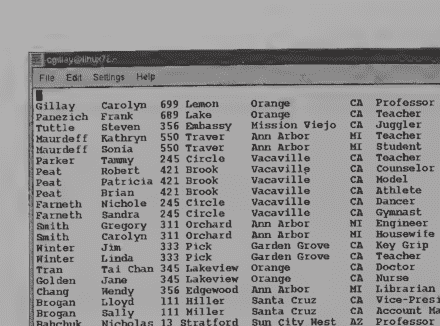 cgillay@linux72
File Edit Settings Help
Gillay Carolyn 699 Lemon Orange CA Professor
Panezich Frank 689 Lake Orange CA Teacher
Tuttle Steven 356 Embassy Mission Viejo CA Juggler
Maurdeff Kathryn 550 Traver Ann Arbor MI Teacher
Maurdeff Sonia 550 Traver Ann Arbor MI Student
Parker Tammy 245 Circle Vacaville CA Teacher
Peat Robert 421 Brook Vacaville CA Counselor
Peat Patricia 421 Brook Vacaville CA Model
Peat Brian 421 Brook Vacaville CA Athlete
Farneth Nichole 245 Circle Vacaville CA Dancer
Farneth Sandra 245 Circle Vacaville CA Gymnast
Smith Gregory 311 Orchard Ann Arbor MI Engineer
Smith Carolyn 311 Orchard Ann Arbor MI Housewife
Winter Jim 333 Pick Garden Grove CA Key Grip
Winter Linda 333 Pick Garden Grove CA Teacher
Tran Tai Chan 345 Lakeview Orange CA Doctor
Golden Jane 345 Lakeview Orange CA Nurse
Chang Wendy 356 Edgewood Ann Arbor MI Librarian
Brogan Lloyd 111 Miller Santa Cruz CA Vice-Presi
Brogan Sally 111 Miller Santa Cruz CA Account Ma
Babchuk Nicholas 13 Stratford Sun City West AZ Professor